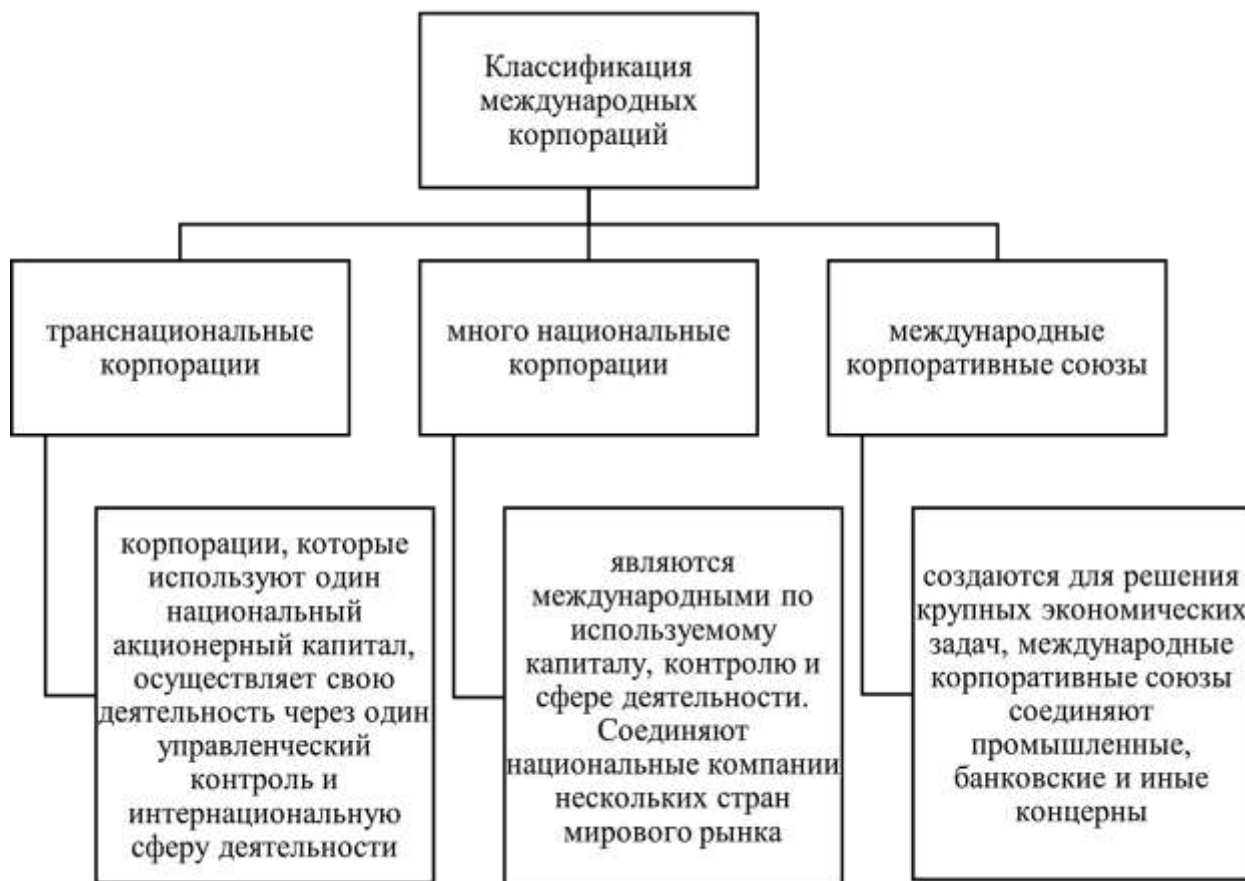 Классификация
международных
корпораций
транснациональные
корпорации
много национальные
корпорации
международные
корпоративные союзы
корпорации, которые
используют один
национальный
акционерный капитал,
осуществляет свою
деятельность через один
управленческий
контроль и
интернациональную
сферу деятельности
являются
международными по
используемому
капиталу, контролю и
сфере деятельности.
Соединяют
национальные компании
нескольких стран
мирового рынка
создаются для решения
крупных экономических
задач, международные
корпоративные союзы
соединяют
промышленные,
банковские и иные
концерны